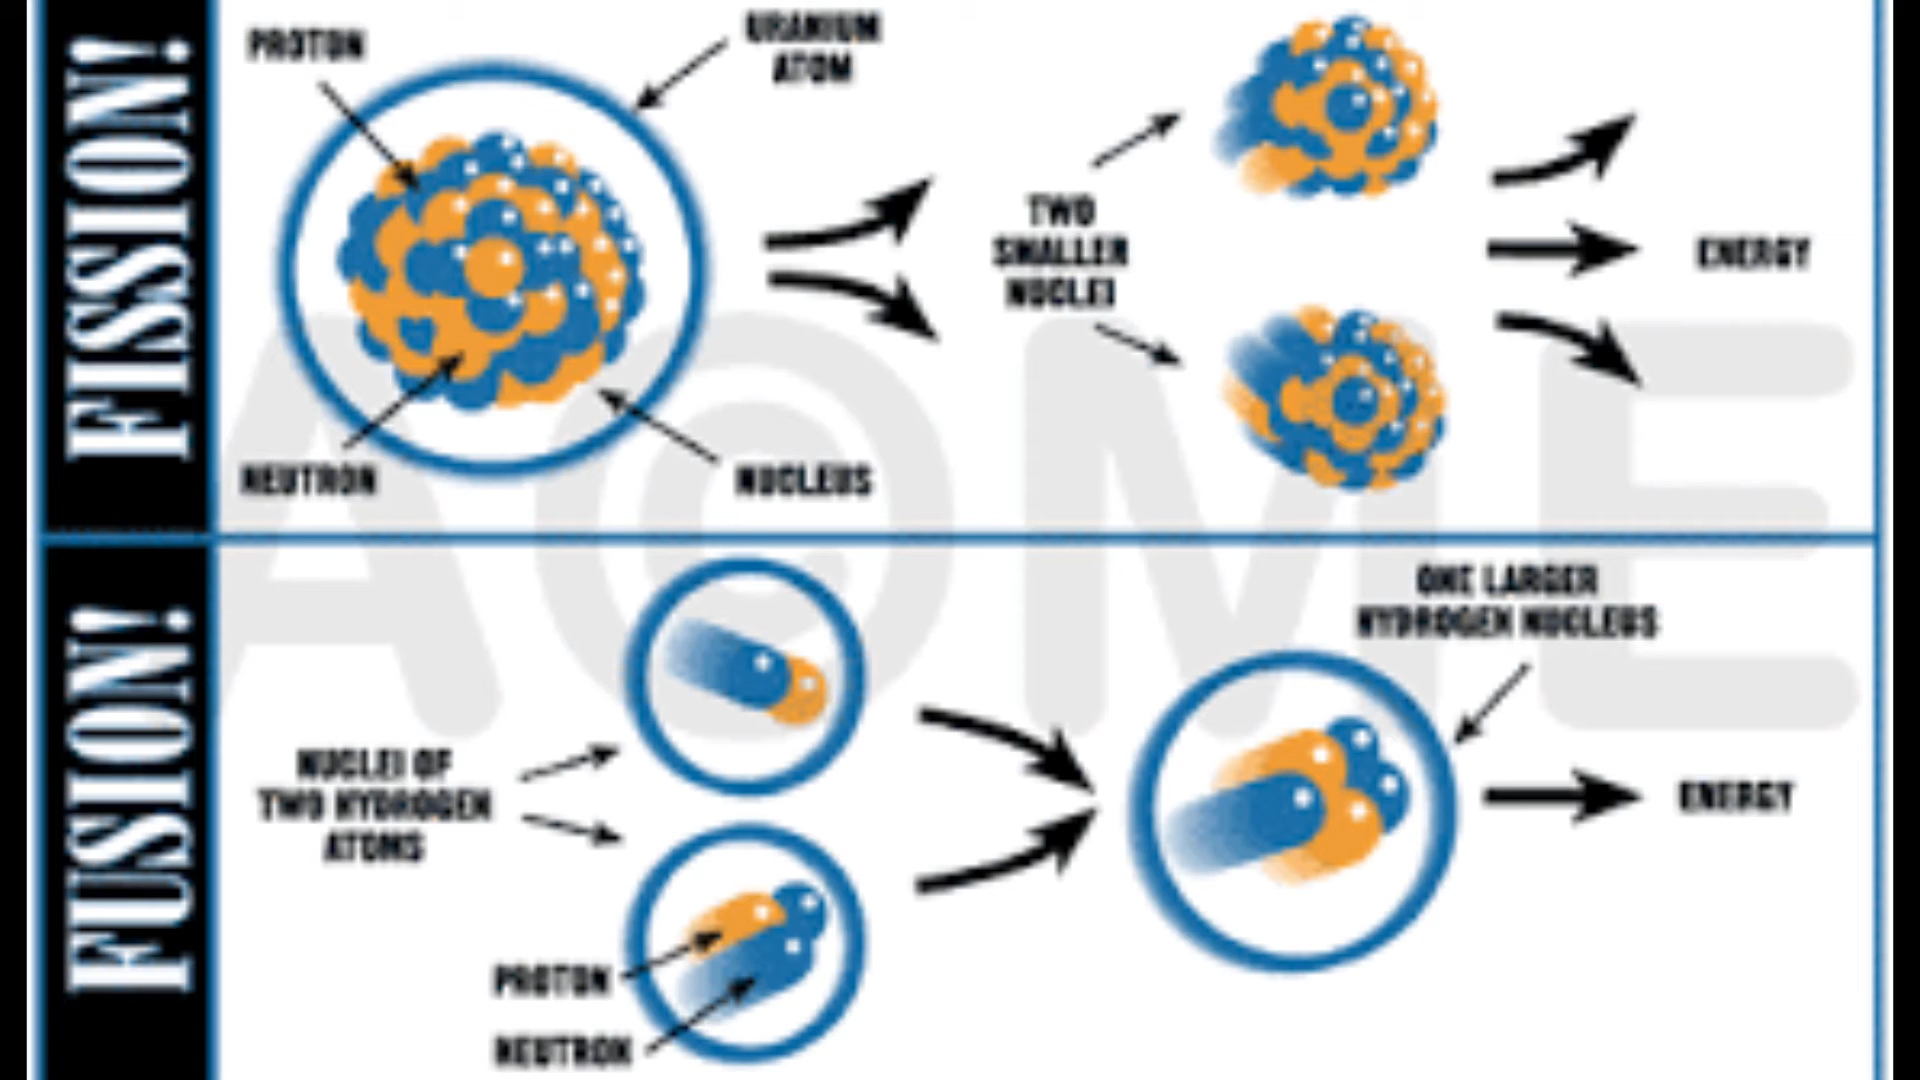 FISSION!
PROTON
URANIUM
ATOM
TWO
SMALLER
NUCLEI
ENERGY
NEUTRON
NUCLEUS
FUSION!
ONE LARGER
HYDROGEN NUCLEUS
NUCLEI OF
TWO HYDROGEN
ATOMS
ENERGY
PROTON
NEUTRON
A©ME